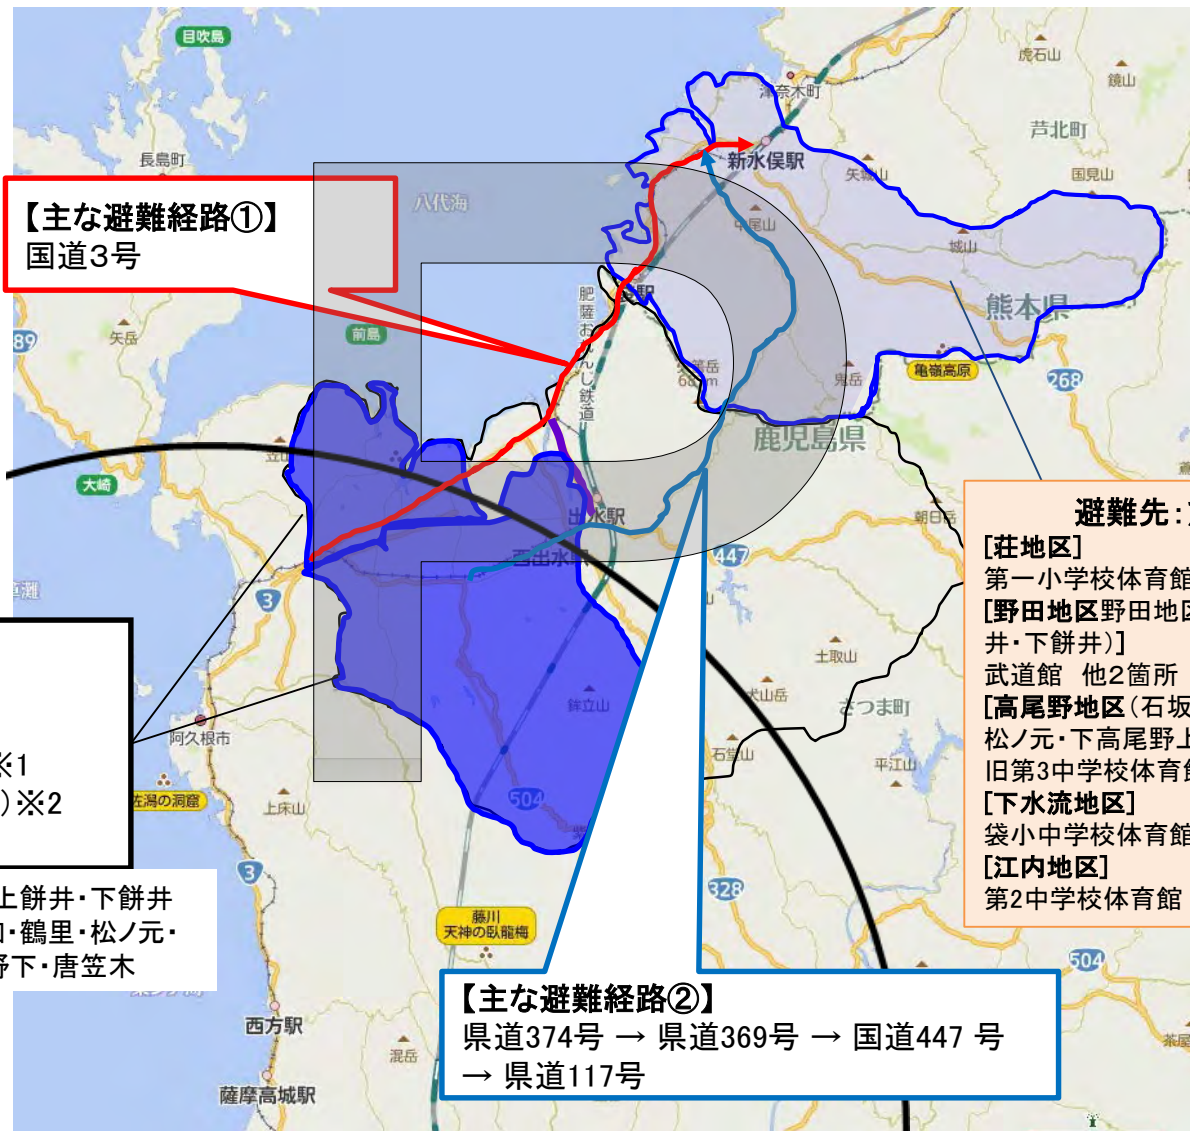 目吹島
虎石山
鏡山
津奈木町
芦北町
長島町
新水俣駅
矢城山
国見山
【主な避難経路①】
国道3号
八代海
中尾山
城山
熊本県
肥薩おれんじ鉄道
前島
矢岳
鬼岳
亀嶺高原
268
鹿児島県
大崎
朝日岳
出水駅
西出水駅
447
3
避難先:
[荘地区]
第一小学校体育館
[野田地区野田地区
井・下餅井)]
武道館 他2箇所
[高尾野地区(石坂
松ノ元・下高尾野上
旧第3中学校体育館
[下水流地区]
袋小中学校体育館
[江内地区]
第2中学校体育館
土取山
さつま町
鉾立山
石堂山
平江山
阿久根市
※1
)※2
上床山
504
3
328
上餅井・下餅井
・鶴里・松ノ元・
野下・唐笠木
藤川
天神の臥龍梅
504
【主な避難経路②】
県道374号 → 県道369号 → 国道447 号
→ 県道117号
西方駅
混岳
薩摩高城駅